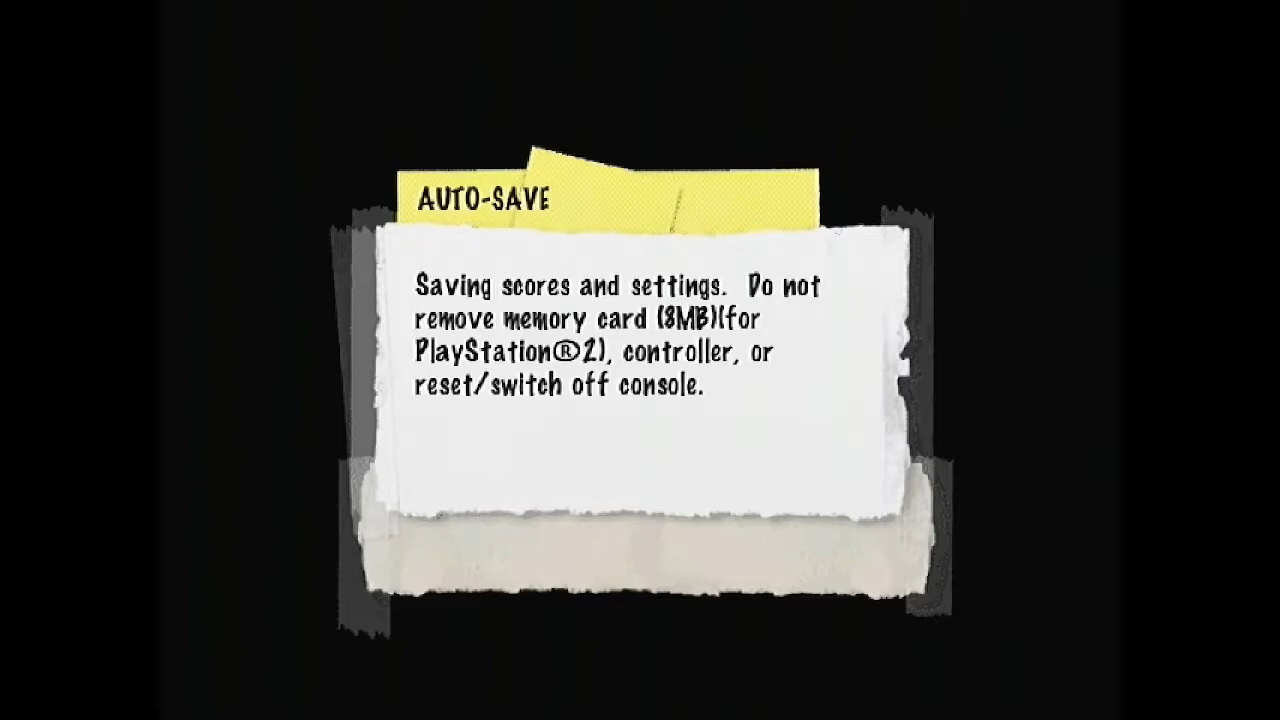 AUTO-SAVE
Saving scores and settings.  Do not
remove memory card (8MB)(for
PlayStation®2), controller, or
reset/switch off console.